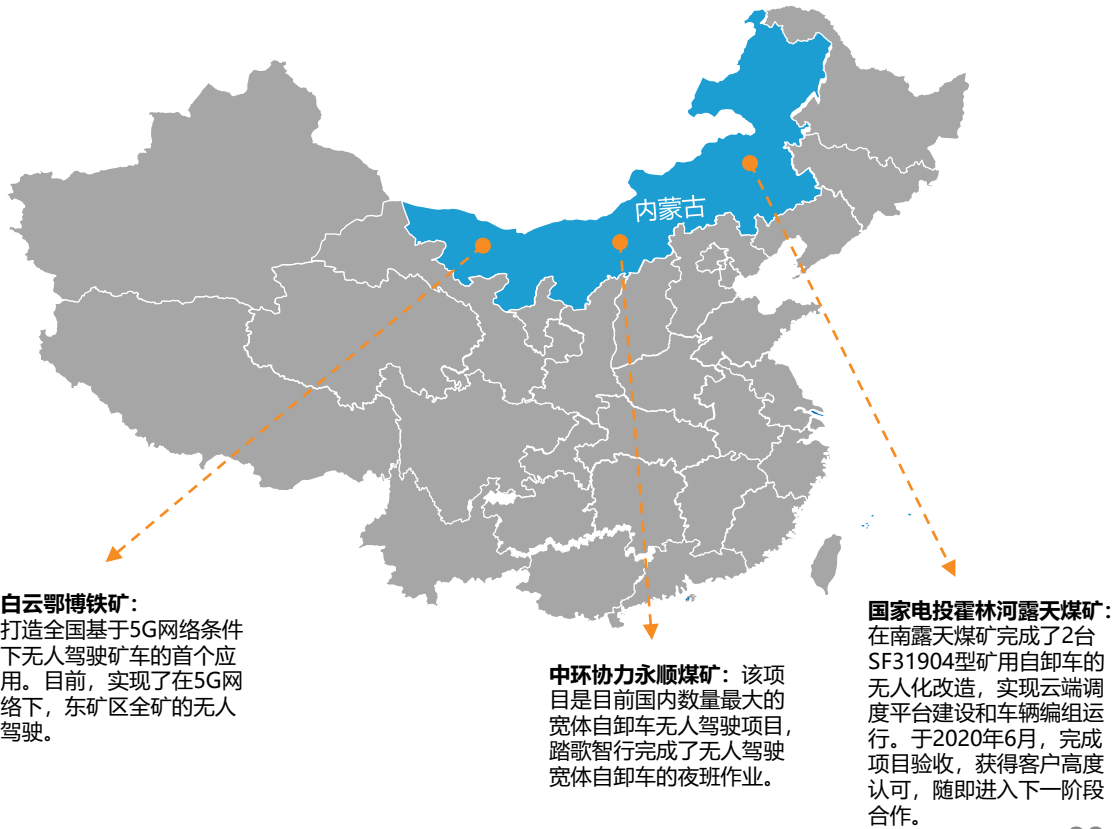 内蒙古
白云鄂博铁矿：
打造全国基于5G网络条件
下无人驾驶矿车的首个应
用。目前，实现了在5G网
络下，东矿区全矿的无人
驾驶。
中环协力永顺煤矿：该项
目是目前国内数量最大的
宽体自卸车无人驾驶项目，
踏歌智行完成了无人驾驶
宽体自卸车的夜班作业。
国家电投霍林河露天煤矿：
在南露天煤矿完成了2台
SF31904型矿用自卸车的
无人化改造，实现云端调
度平台建设和车辆编组运
行。于2020年6月，完成
项目验收，获得客户高度
认可，随即进入下一阶段
合作。